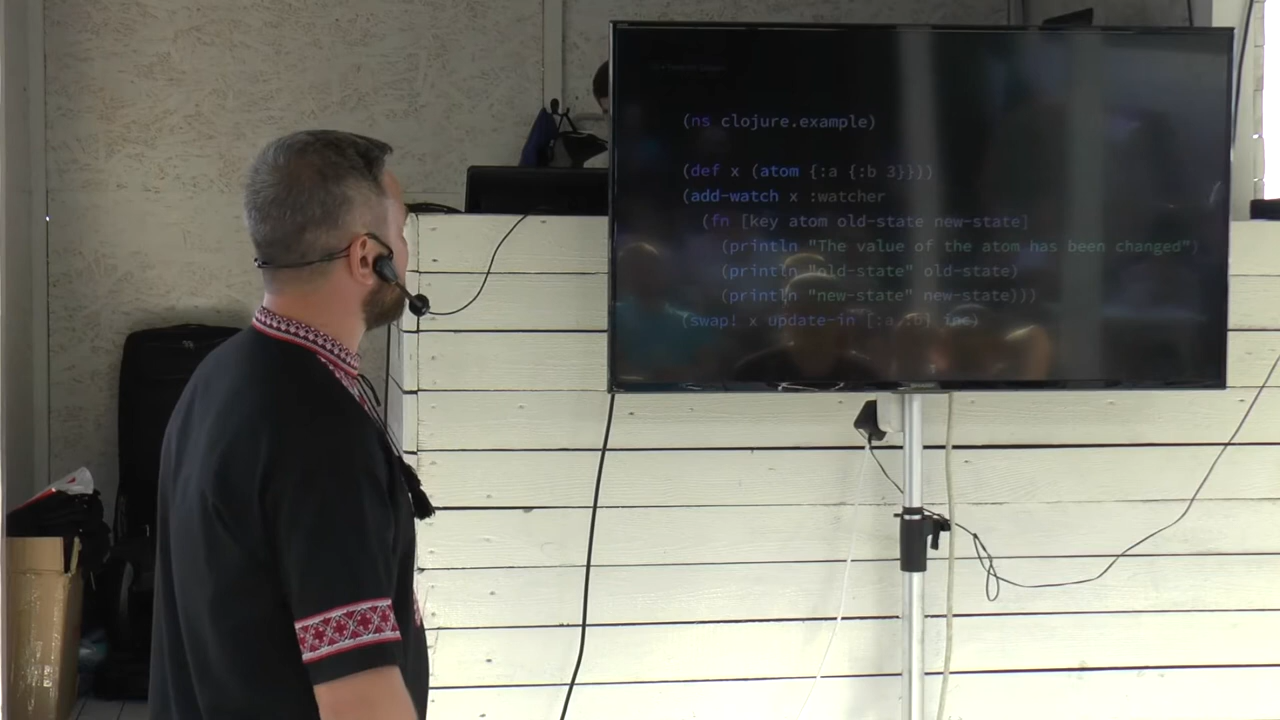 (ns clojure.example)
(def x (atom {:a {:b 3}}))
(add-watch x :watcher
(fn [key atom old-state new-state]
(println "The value of the atom has been changed")
(println "old-state" old-state)
(println "new-state" new-state)))
(swap! x update-in [:a :b] inc)